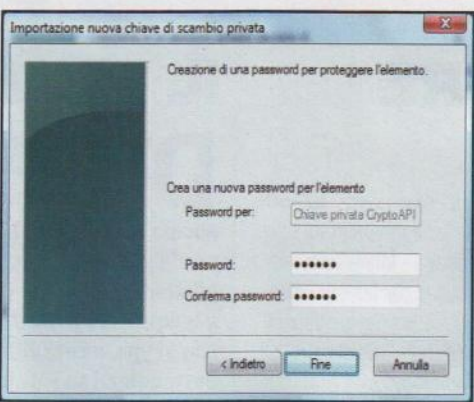 Importazione nuova chiave di scambio privata
Creazione di una password per proteggere l'elemento.
Crea una nuova password per l'elemento
Password per: Chiave privata CryptoAPI
Password: ••••••
Conferma password: ••••••
< Indietro Fine Annulla